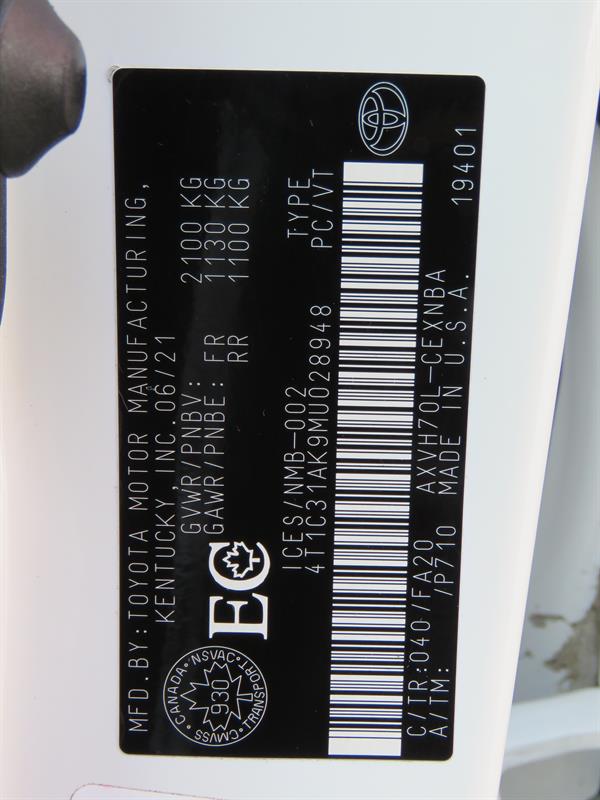 MFD. BY: TOYOTA MOTOR MANUFACTURING,
KENTUCKY, INC. 06/21
GVWR/PNBV: 2100 KG
GAWR/PNBE: FR 1130 KG
RR 1100 KG
EC
ICES/NMB-002 TYPE
4T1C31AK9MU028948 PC/VT
CANADA • NSVAC • TRANSPORT • CMVSS •
930
C/TR: 040/FA20 AXVH70L-CEXNBA
A/TM: /P710 MADE IN U.S.A. 19401